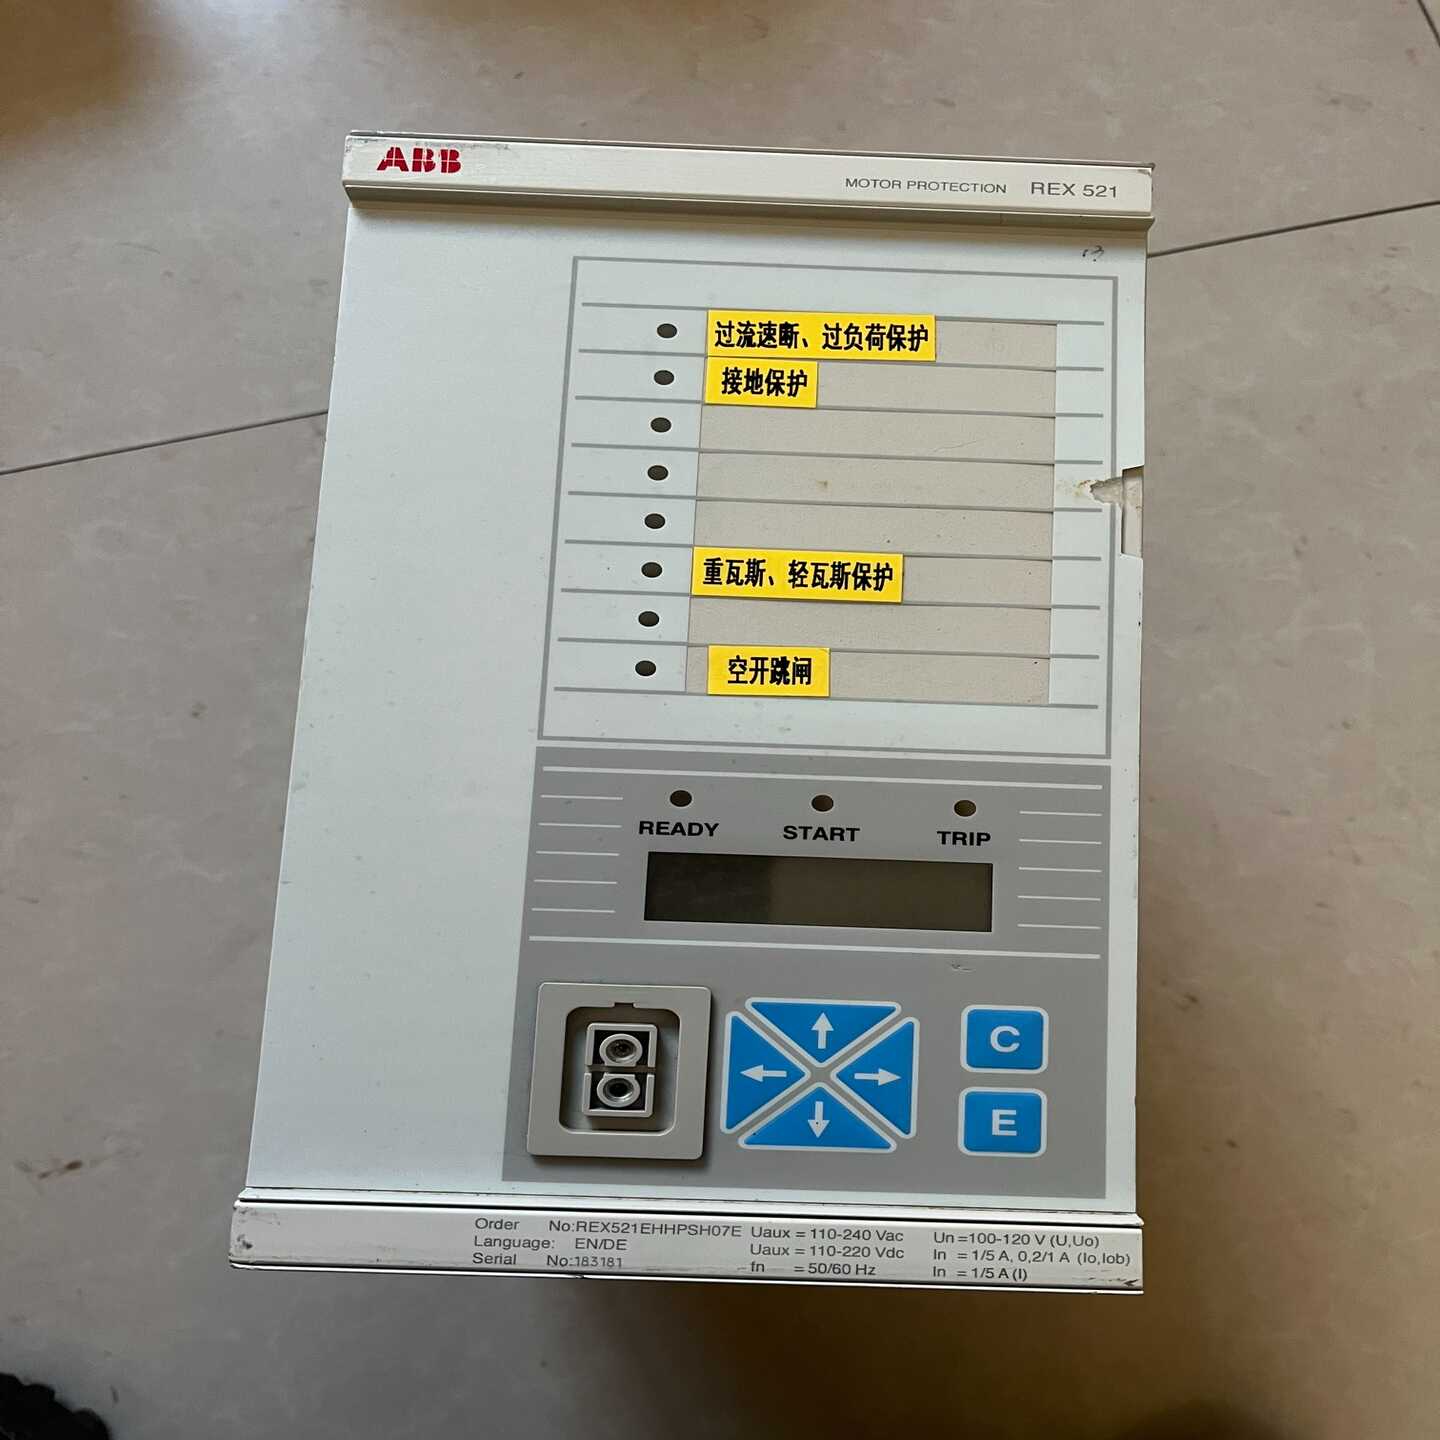 ABB
MOTOR PROTECTION REX 521
过流速断、过负荷保护
接地保护
重瓦斯、轻瓦斯保护
空开跳闸
READY START TRIP
C
E
Order No:REX521EHHPSH07E Uaux = 110-240 Vac Un =100-120 V (U,Uo)
Language: EN/DE Uaux = 110-220 Vdc In = 1/5 A, 0,2/1 A (Io,Iob)
Serial No:183181 fn = 50/60 Hz In = 1/5 A (I)